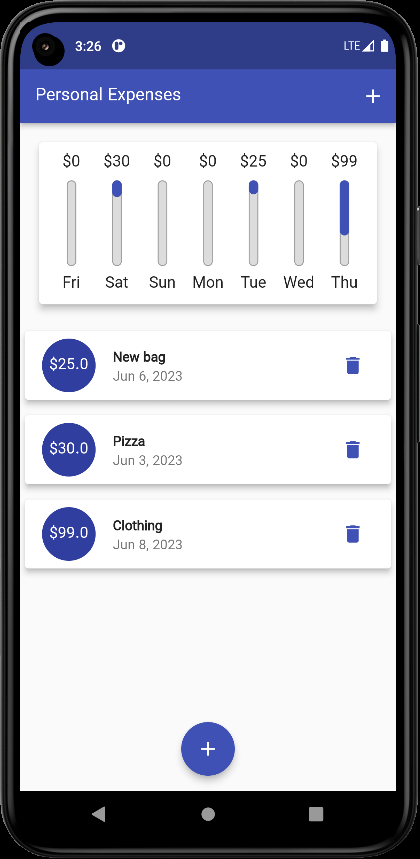 3:26 LTE
Personal Expenses +
$0 $30 $0 $0 $25 $0 $99
Fri Sat Sun Mon Tue Wed Thu
$25.0 New bag
Jun 6, 2023
$30.0 Pizza
Jun 3, 2023
$99.0 Clothing
Jun 8, 2023
+